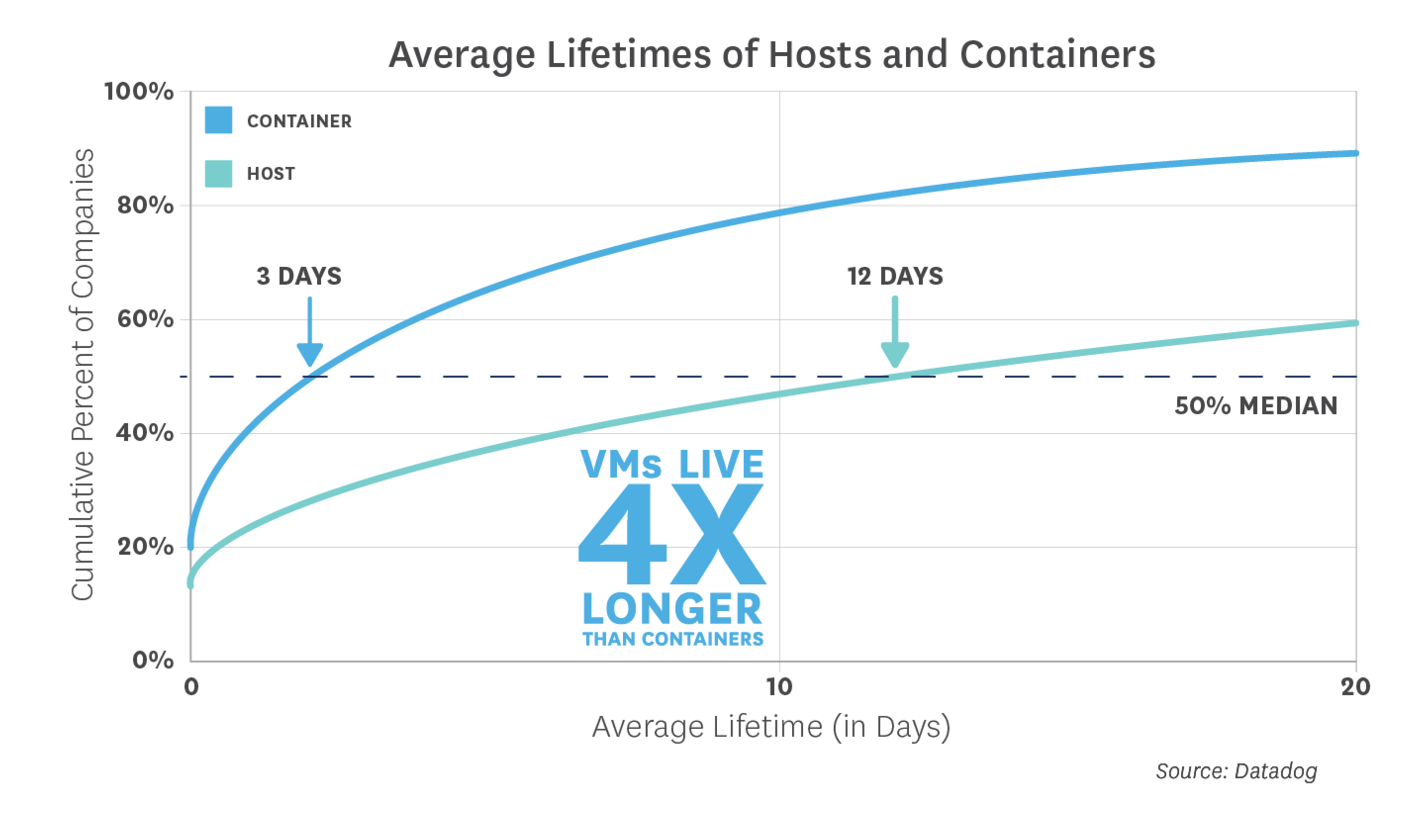 Average Lifetimes of Hosts and Containers
100%
CONTAINER
HOST
80%
3 DAYS
12 DAYS
60%
50% MEDIAN
40%
20%
0%
Cumulative Percent of Companies
VMs LIVE
4X
LONGER
THAN CONTAINERS
0
10
20
Average Lifetime (in Days)
Source: Datadog